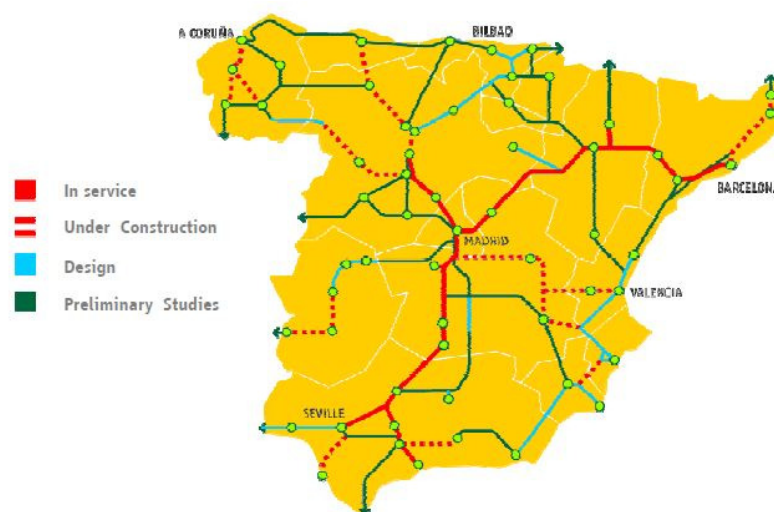 A CORUÑA
BILBAO
In service
BARCELONA
Under Construction
MADRID
Design
VALENCIA
Preliminary Studies
SEVILLE